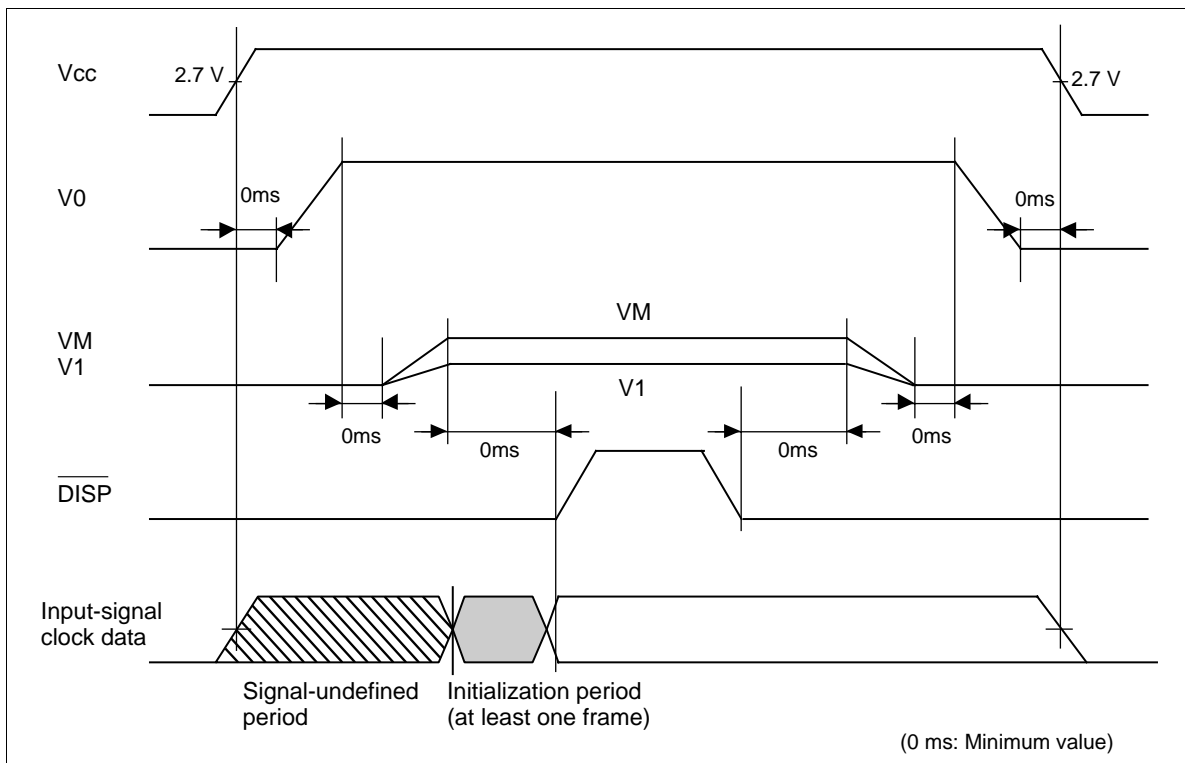 Vcc
2.7 V
2.7 V
V0
0ms
0ms
VM
V1
VM
V1
0ms
0ms
0ms
0ms
DISP
Input-signal
clock data
Signal-undefined
period
Initialization period
(at least one frame)
(0 ms: Minimum value)